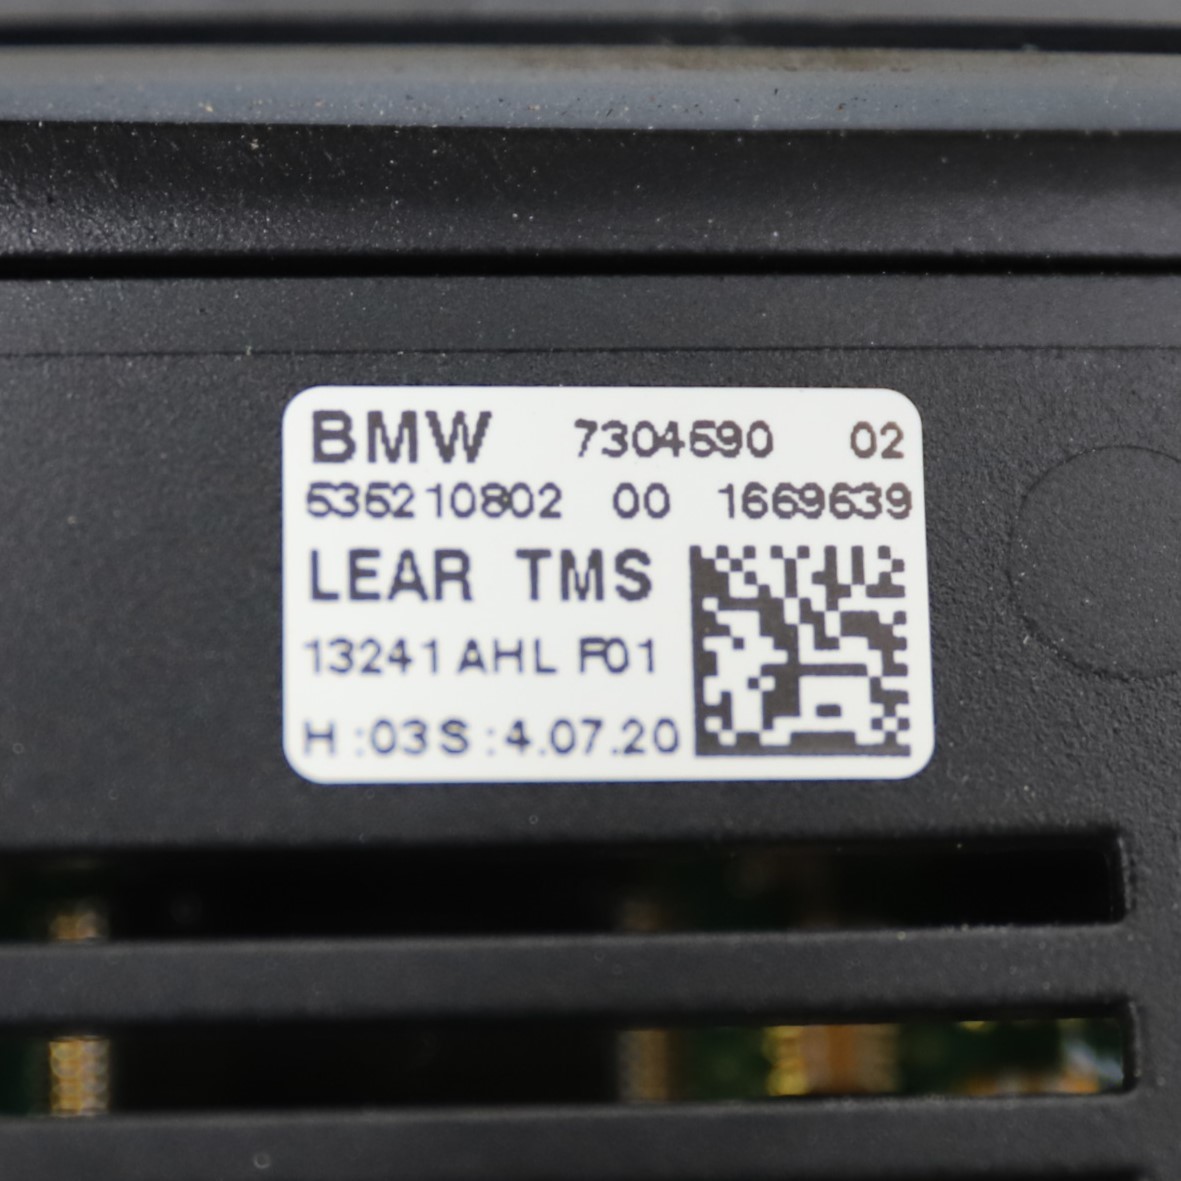 BMW 7304590 02
535210802 00 1669639
LEAR TMS
13241 AHL F01
H :03 S :4.07.20